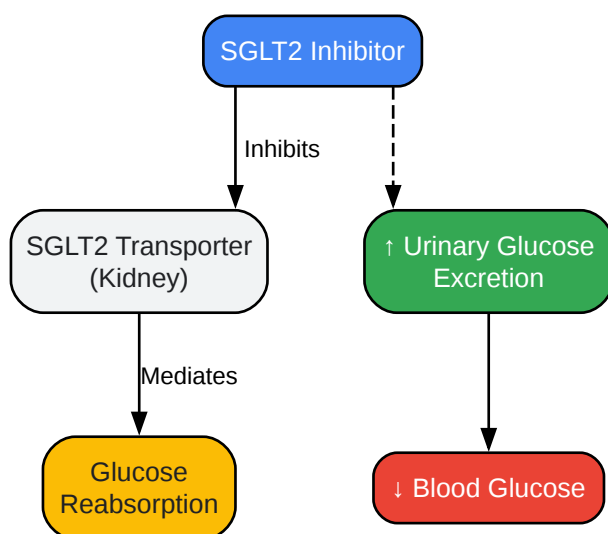 SGLT2 Inhibitor
Inhibits
SGLT2 Transporter
(Kidney)
↑ Urinary Glucose
Excretion
Mediates
Glucose
Reabsorption
↓ Blood Glucose